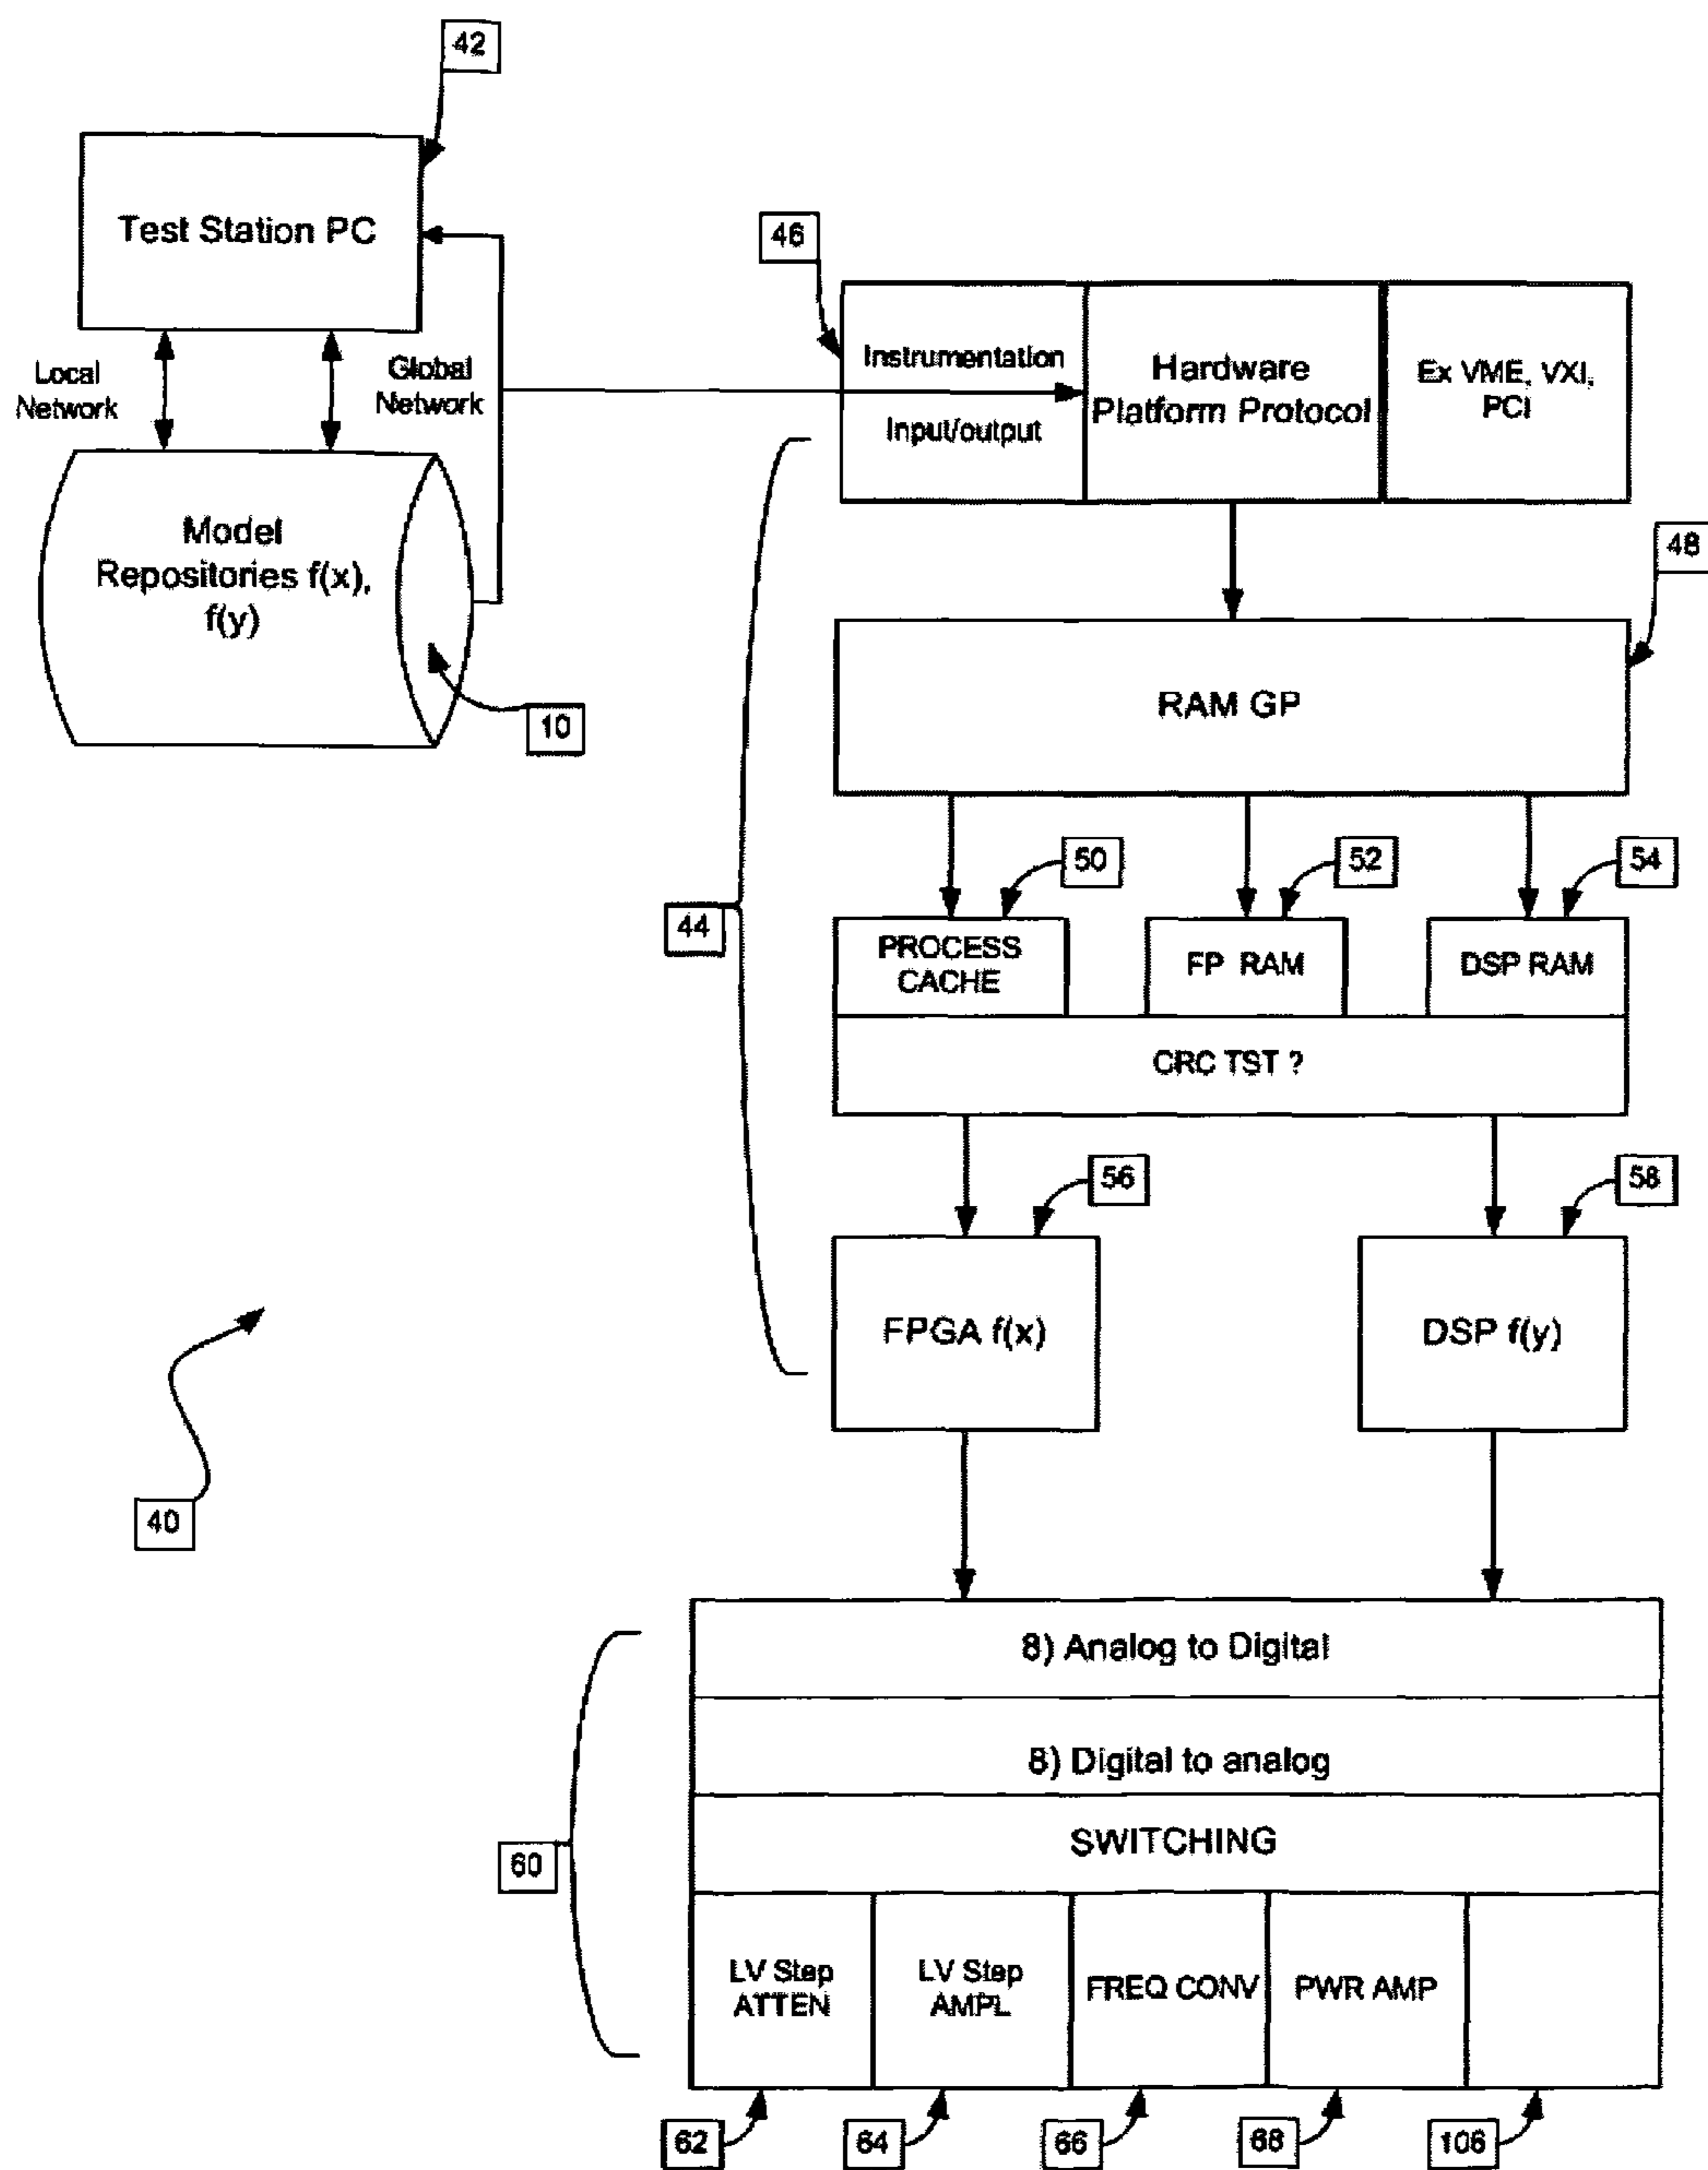 42
Test Station PC
46
Local
Network
Global
Network
Instrumentation
Input/output
Hardware
Platform Protocol
Ex VME, VXI,
PCI
Model
Repositories f(x),
f(y)
10
48
RAM GP
44
50
52
54
PROCESS
CACHE
FP RAM
DSP RAM
CRC TST ?
56
58
FPGA f(x)
DSP f(y)
40
8) Analog to Digital
8) Digital to analog
SWITCHING
60
LV Step
ATTEN
LV Step
AMPL
FREQ CONV
PWR AMP
62
64
66
68
106